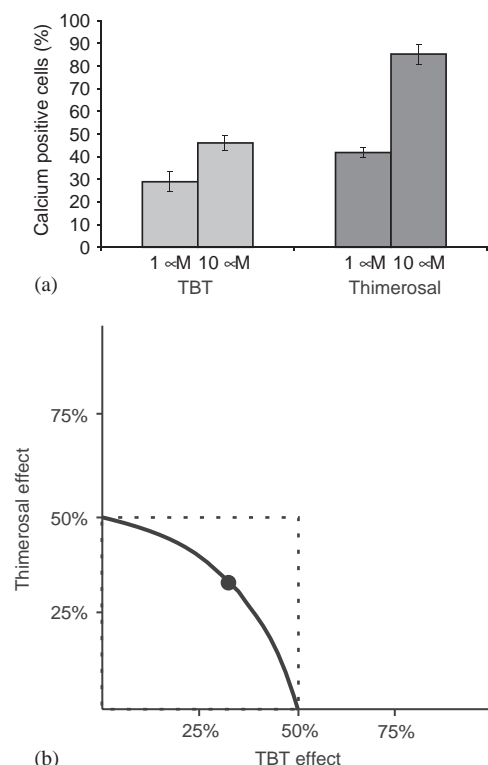 Calcium positive cells (%)
100
90
80
70
60
50
40
30
20
10
0
1 ∞M 10 ∞M 1 ∞M 10 ∞M
TBT Thimerosal
(a)
Thimerosal effect
75%
50%
25%
25% 50% 75%
TBT effect
(b)